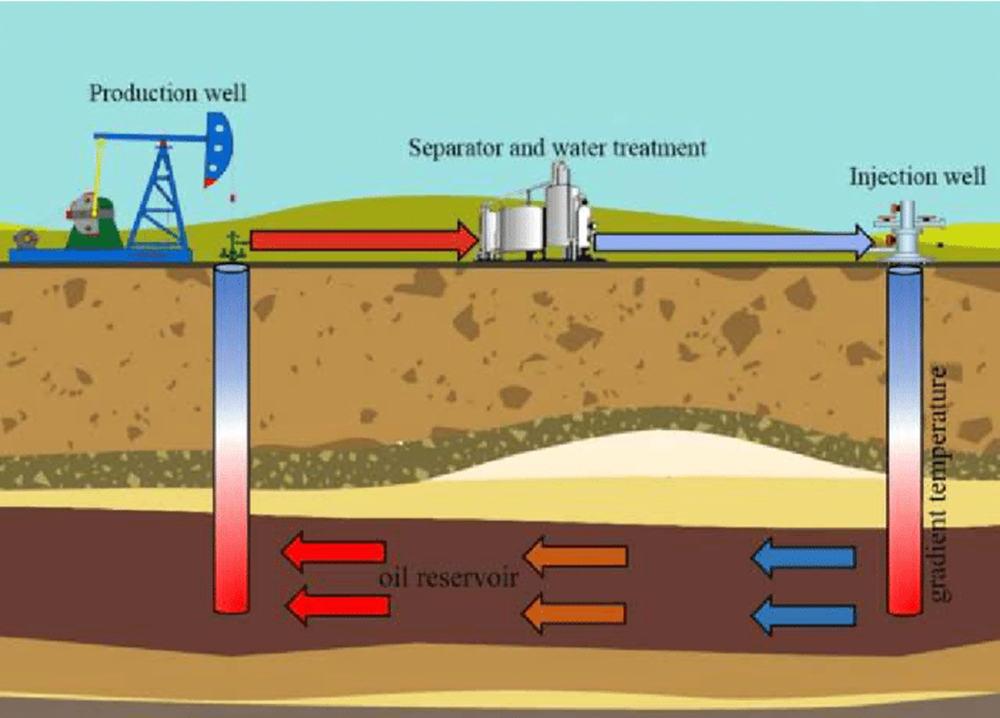 Production well
Separator and water treatment
Injection well
gradient temperature
oil reservoir